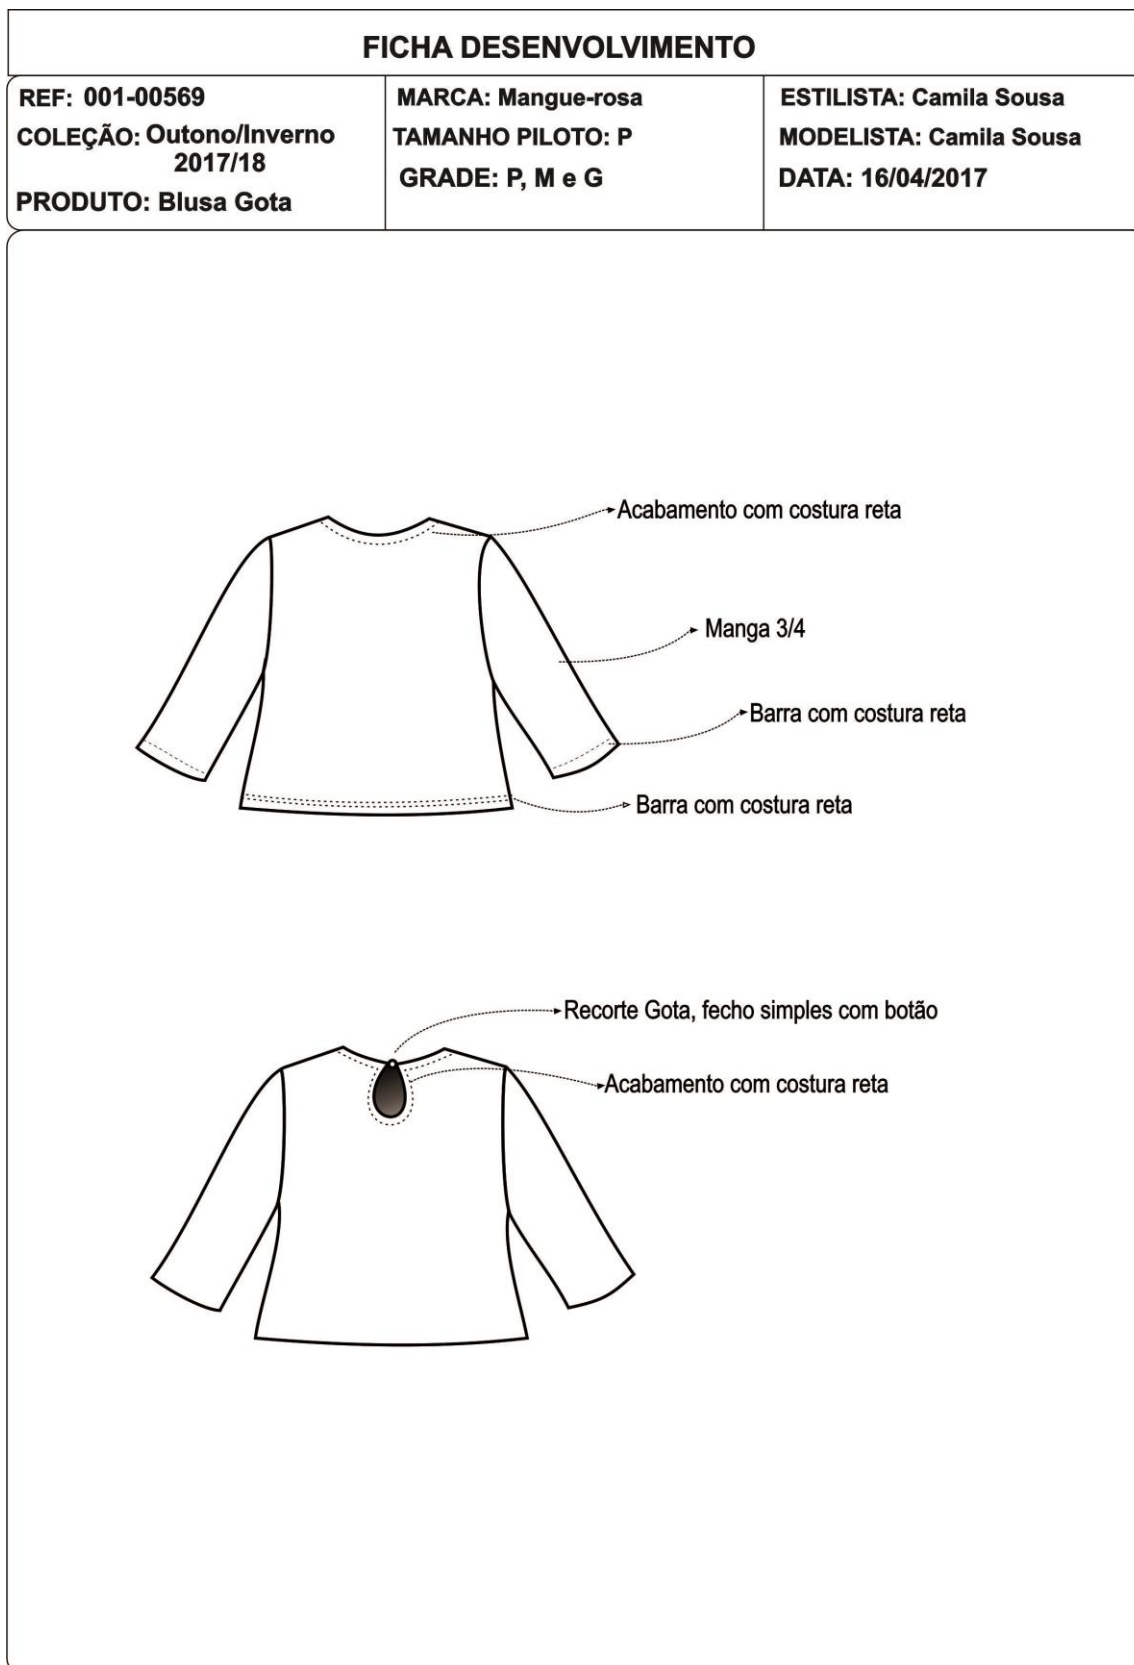 FICHA DESENVOLVIMENTO
REF: 001-00569
COLEÇÃO: Outono/Inverno
2017/18
PRODUTO: Blusa Gota
MARCA: Mangue-rosa
TAMANHO PILOTO: P
GRADE: P, M e G
ESTILISTA: Camila Sousa
MODELISTA: Camila Sousa
DATA: 16/04/2017
Acabamento com costura reta
Manga 3/4
Barra com costura reta
Barra com costura reta
Recorte Gota, fecho simples com botão
Acabamento com costura reta